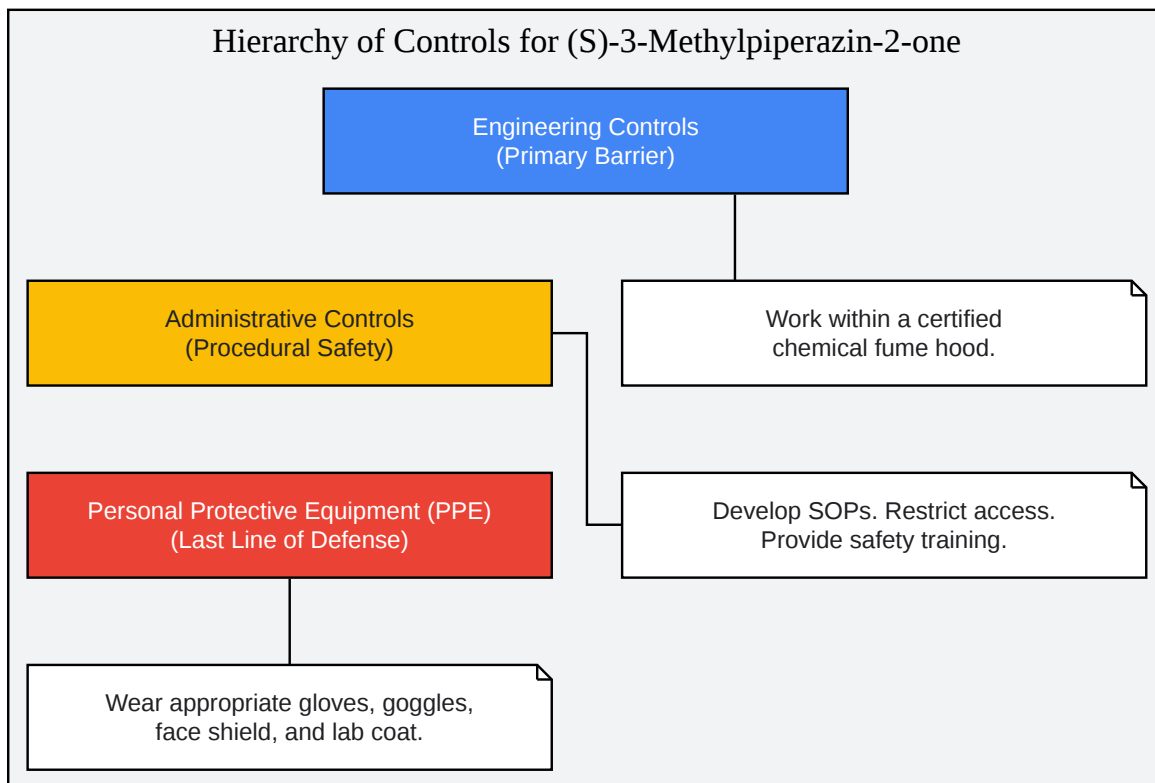 Hierarchy of Controls for (S)-3-Methylpiperazin-2-one
Engineering Controls
(Primary Barrier)
Administrative Controls
(Procedural Safety)
Work within a certified
chemical fume hood.
Personal Protective Equipment (PPE)
(Last Line of Defense)
Develop SOPs. Restrict access.
Provide safety training.
Wear appropriate gloves, goggles,
face shield, and lab coat.